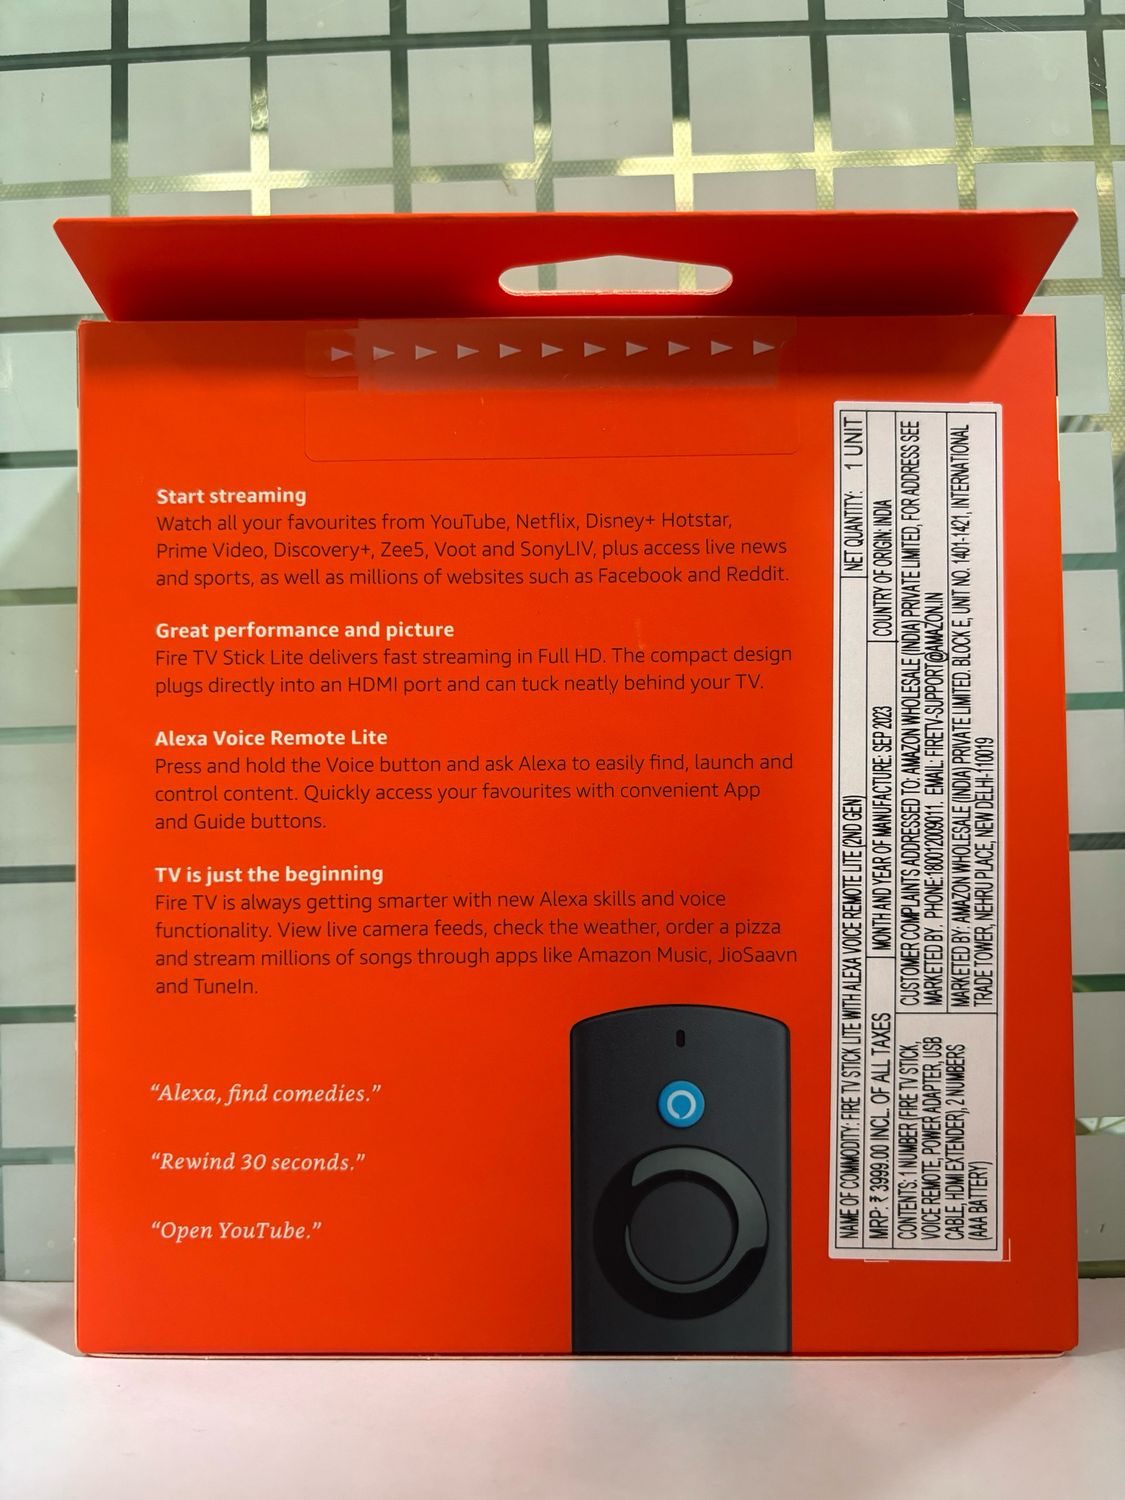 Start streaming
Watch all your favourites from YouTube, Netflix, Disney+ Hotstar,
Prime Video, Discovery+, Zee5, Voot and SonyLIV, plus access live news
and sports, as well as millions of websites such as Facebook and Reddit.
Great performance and picture
Fire TV Stick Lite delivers fast streaming in Full HD. The compact design
plugs directly into an HDMI port and can tuck neatly behind your TV.
Alexa Voice Remote Lite
Press and hold the Voice button and ask Alexa to easily find, launch and
control content. Quickly access your favourites with convenient App
and Guide buttons.
TV is just the beginning
Fire TV is always getting smarter with new Alexa skills and voice
functionality. View live camera feeds, check the weather, order a pizza
and stream millions of songs through apps like Amazon Music, JioSaavn
and TuneIn.
“Alexa, find comedies.”
“Rewind 30 seconds.”
“Open YouTube.”
NAME OF COMMODITY: FIRE TV STICK LITE WITH ALEXA VOICE REMOTE LITE (2ND GEN) NET QUANTITY: 1 UNIT
MRP: ₹ 3999.00 INCL. OF ALL TAXES MONTH AND YEAR OF MANUFACTURE: SEP 2023 COUNTRY OF ORIGIN: INDIA
CONTENTS: 1 NUMBER (FIRE TV STICK,
VOICE REMOTE, POWER ADAPTER, USB
CABLE, HDMI EXTENDER), 2 NUMBERS
(AAA BATTERY)
CUSTOMER COMPLAINTS ADDRESSED TO: AMAZON WHOLESALE (INDIA) PRIVATE LIMITED, FOR ADDRESS SEE
MARKETED BY. PHONE:180012009011. EMAIL: FIRETV-SUPPORT@AMAZON.IN
MARKETED BY: AMAZON WHOLESALE (INDIA) PRIVATE LIMITED. BLOCK E, UNIT NO. 1401-1421, INTERNATIONAL
TRADE TOWER, NEHRU PLACE, NEW DELHI-110019